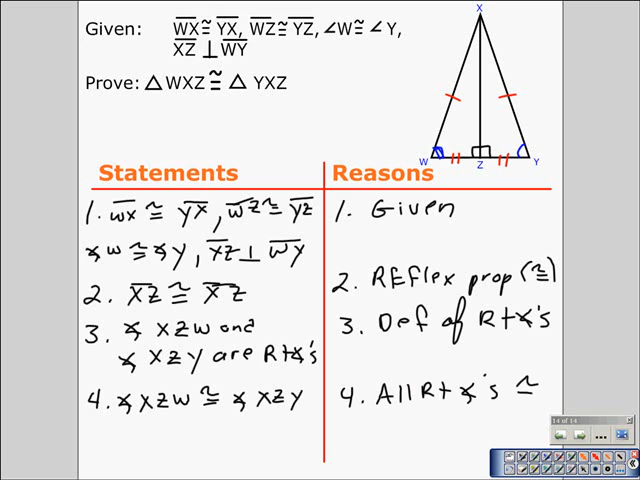 Given: WX ≅ YX, WZ ≅ YZ, ∠W ≅ ∠Y,
XZ ⊥ WY
Prove: △ WXZ ≅ △ YXZ
X
W
Z
Y
Statements
Reasons
1. WX ≅ YX, WZ ≅ YZ
∡W ≅ ∡Y, XZ ⊥ WY
1. Given
2. XZ ≅ XZ
2. REflex prop (≅)
3. ∡ XZW and
∡ XZY are Rt∡'s
3. Def of Rt∡'s
4. ∡ XZW ≅ ∡ XZY
4. All Rt ∡'s ≅
14 of 14